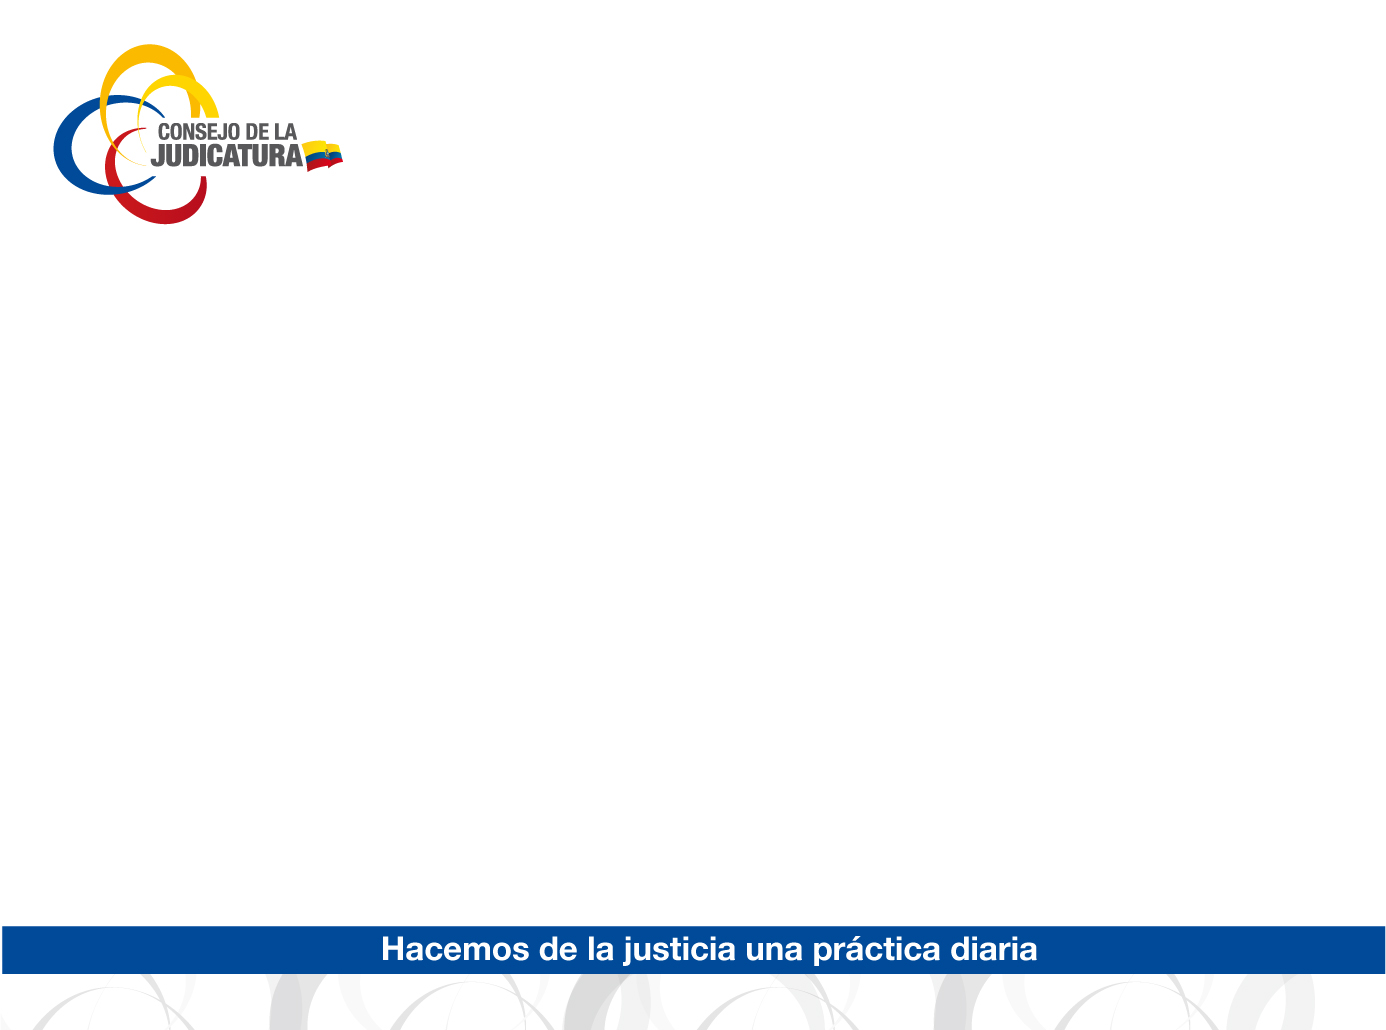 CONSEJO DE LA
JUDICATURA
Hacemos de la justicia una práctica diaria